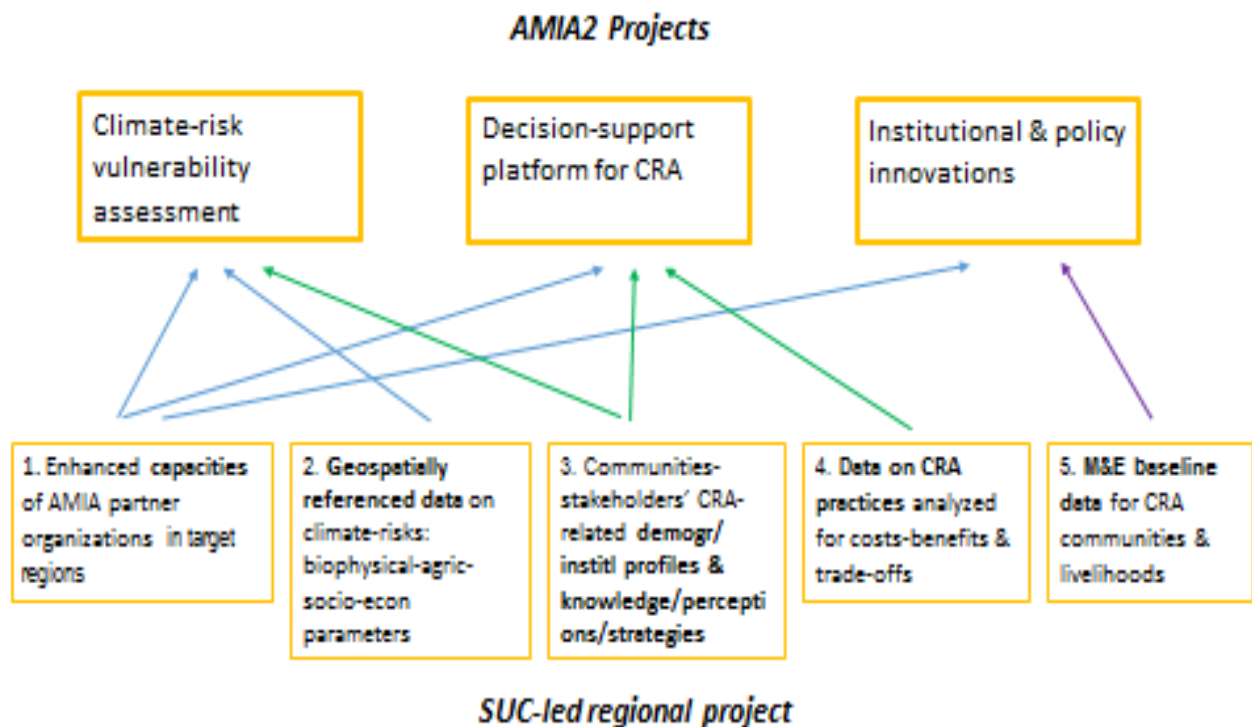 AMIA2 Projects
Climate-risk
vulnerability
assessment
Decision-support
platform for CRA
Institutional & policy
innovations
1. Enhanced capacities
of AMIA partner
organizations in target
regions
2. Geospatially
referenced data on
climate-risks:
biophysical-agric-
socio-econ
parameters
3. Communities-
stakeholders' CRA-
related demogr/
institl profiles &
knowledge/percepti
ons/strategies
4. Data on CRA
practices analyzed
for costs-benefits &
trade-offs
5. M&E baseline
data for CRA
communities &
livelihoods
SUC-led regional project